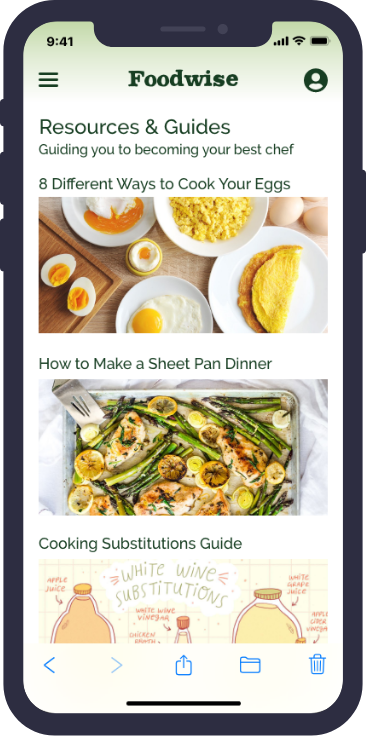 9:41
Foodwise
Resources & Guides
Guiding you to becoming your best chef
8 Different Ways to Cook Your Eggs
How to Make a Sheet Pan Dinner
Cooking Substitutions Guide
WHITE WINE
SUBSTITUTIONS
APPLE
JUICE
WHITE
GRAPE
JUICE
WHITE WINE
VINEGAR
APPLE
CIDER
CHICKEN